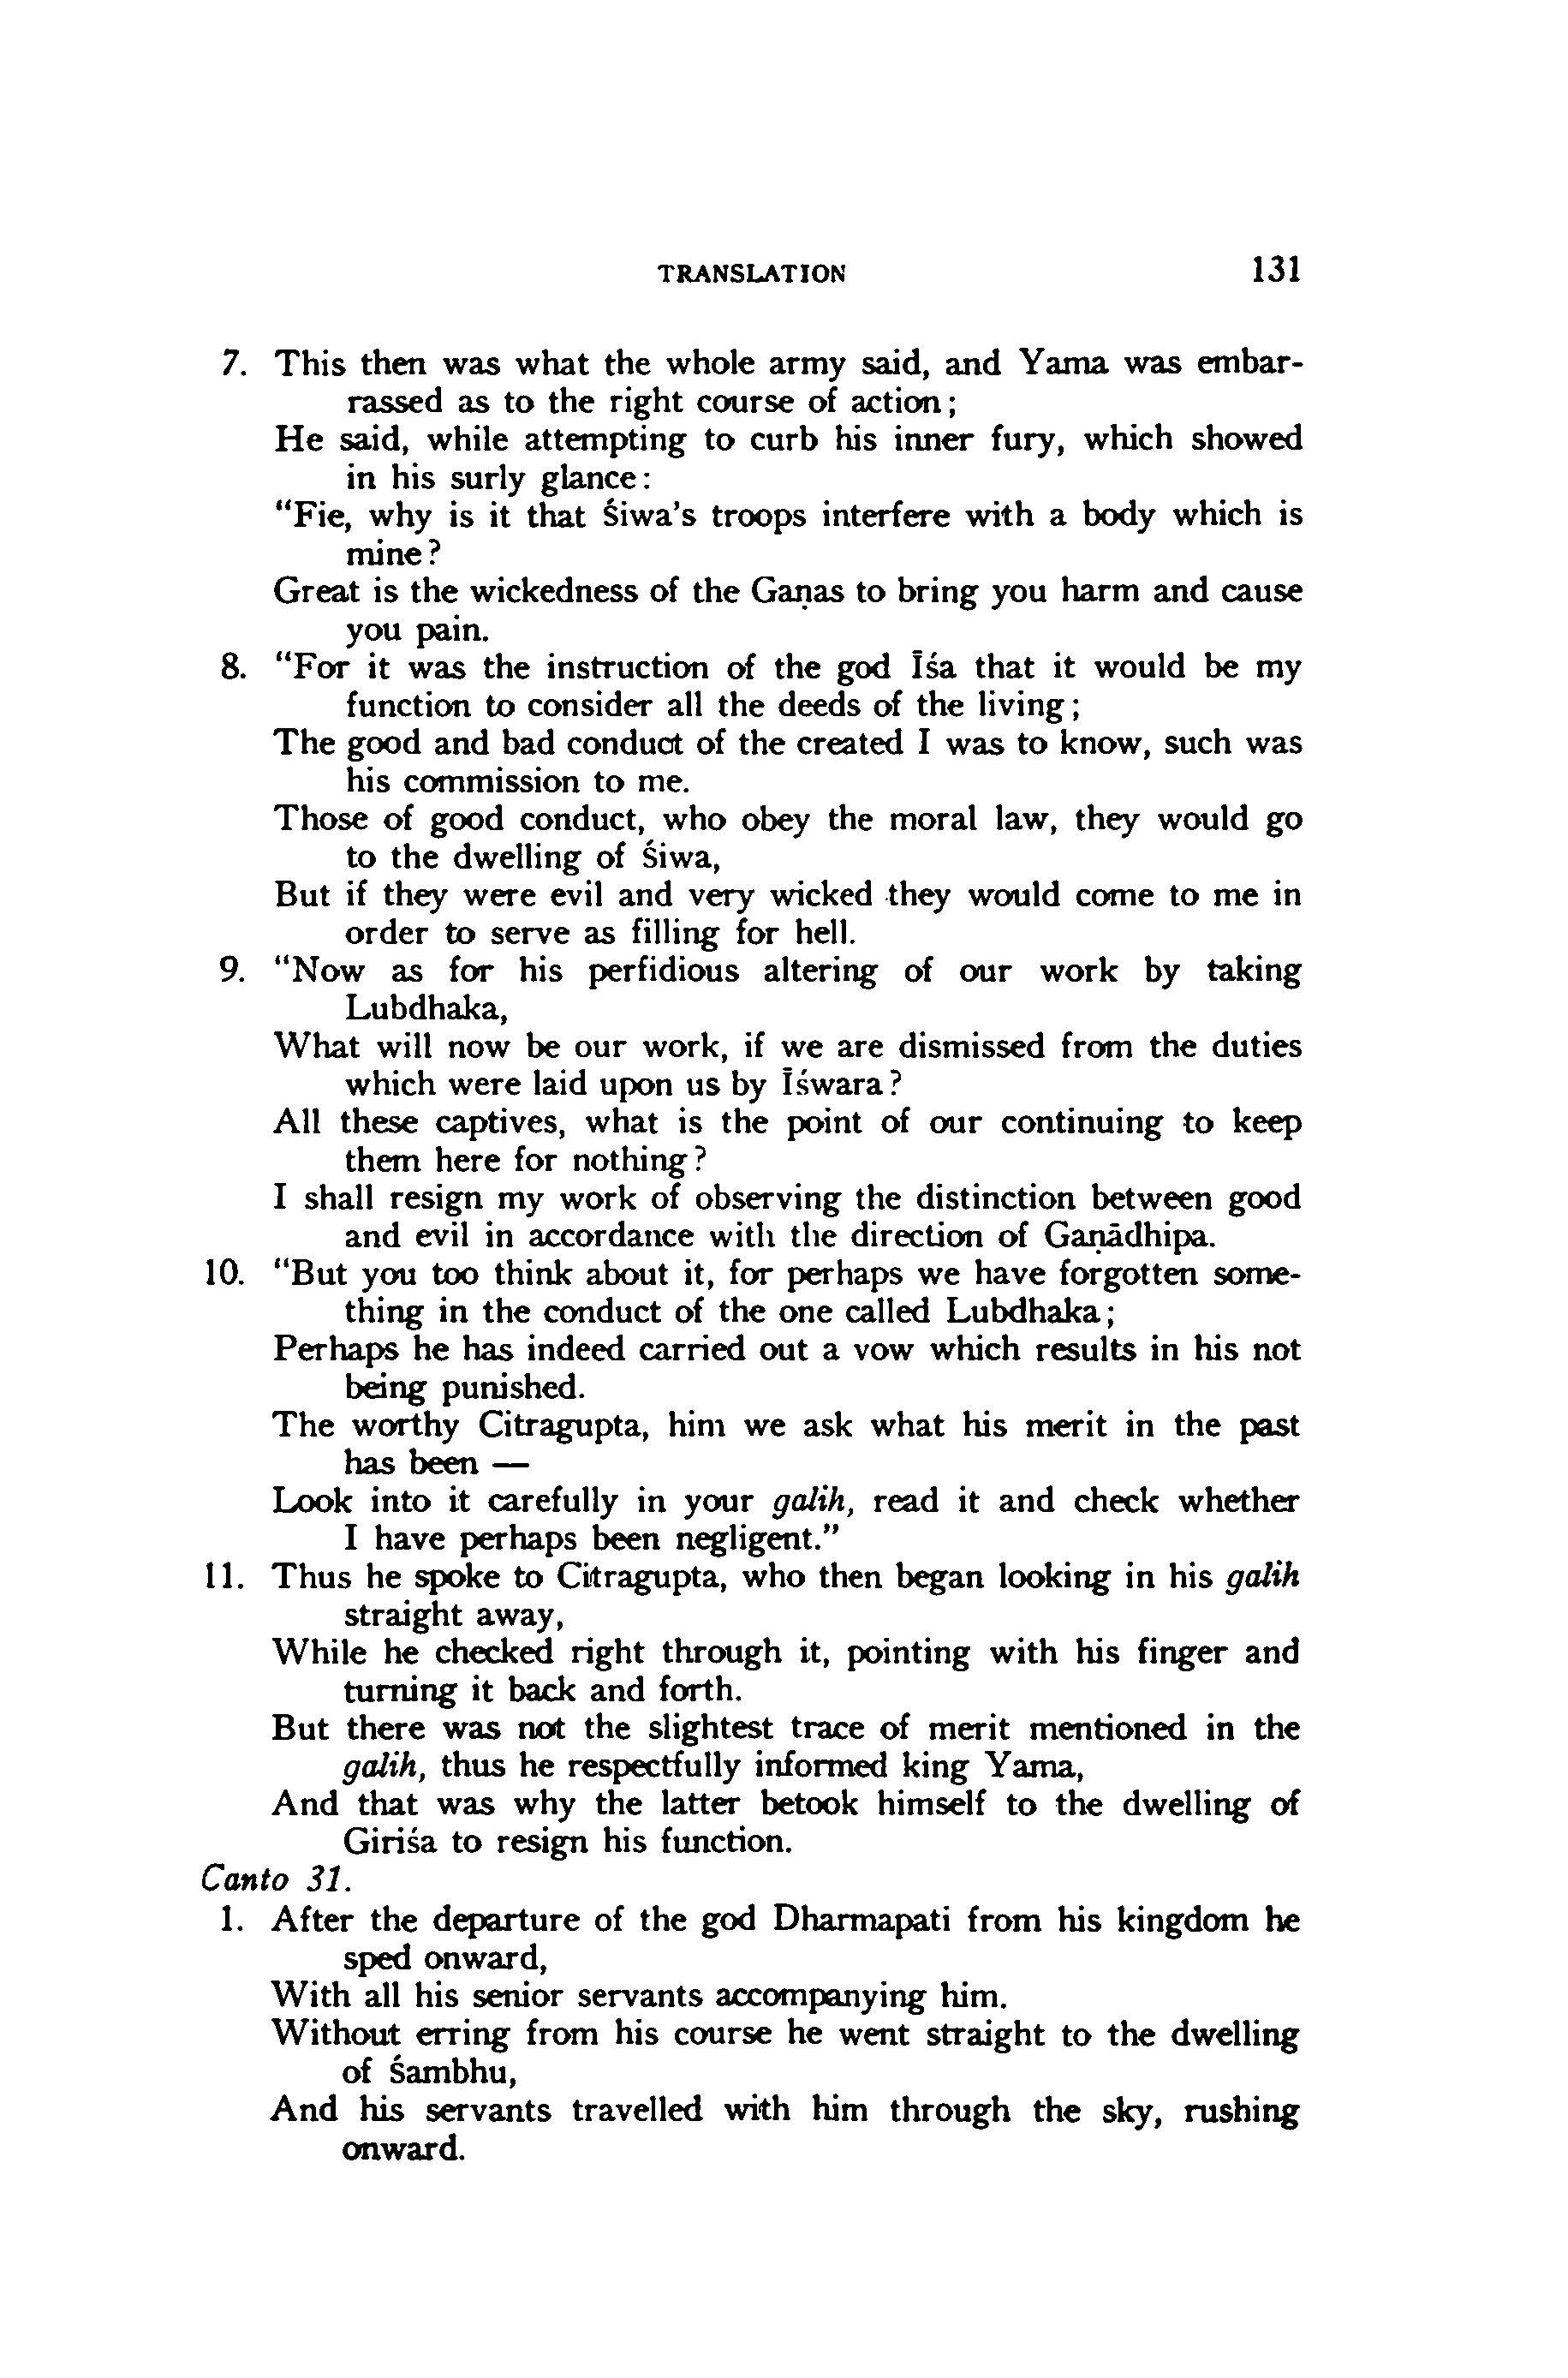 TRANSLATION 131
7. This then was what the whole army said, and Yama was embar-
rassed as to the right course of action;
He said, while attempting to curb his inner fury, which showed
in his surly glance:
“Fie, why is it that Śiwa’s troops interfere with a body which is
mine?
Great is the wickedness of the Gaṇas to bring you harm and cause
you pain.
8. “For it was the instruction of the god Īśa that it would be my
function to consider all the deeds of the living;
The good and bad conduct of the created I was to know, such was
his commission to me.
Those of good conduct, who obey the moral law, they would go
to the dwelling of Śiwa,
But if they were evil and very wicked they would come to me in
order to serve as filling for hell.
9. “Now as for his perfidious altering of our work by taking
Lubdhaka,
What will now be our work, if we are dismissed from the duties
which were laid upon us by Īśwara?
All these captives, what is the point of our continuing to keep
them here for nothing?
I shall resign my work of observing the distinction between good
and evil in accordance with the direction of Gaṇādhipa.
10. “But you too think about it, for perhaps we have forgotten some-
thing in the conduct of the one called Lubdhaka;
Perhaps he has indeed carried out a vow which results in his not
being punished.
The worthy Citragupta, him we ask what his merit in the past
has been —
Look into it carefully in your galih, read it and check whether
I have perhaps been negligent.”
11. Thus he spoke to Citragupta, who then began looking in his galih
straight away,
While he checked right through it, pointing with his finger and
turning it back and forth.
But there was not the slightest trace of merit mentioned in the
galih, thus he respectfully informed king Yama,
And that was why the latter betook himself to the dwelling of
Giriśa to resign his function.
Canto 31.
1. After the departure of the god Dharmapati from his kingdom he
sped onward,
With all his senior servants accompanying him.
Without erring from his course he went straight to the dwelling
of Śambhu,
And his servants travelled with him through the sky, rushing
onward.